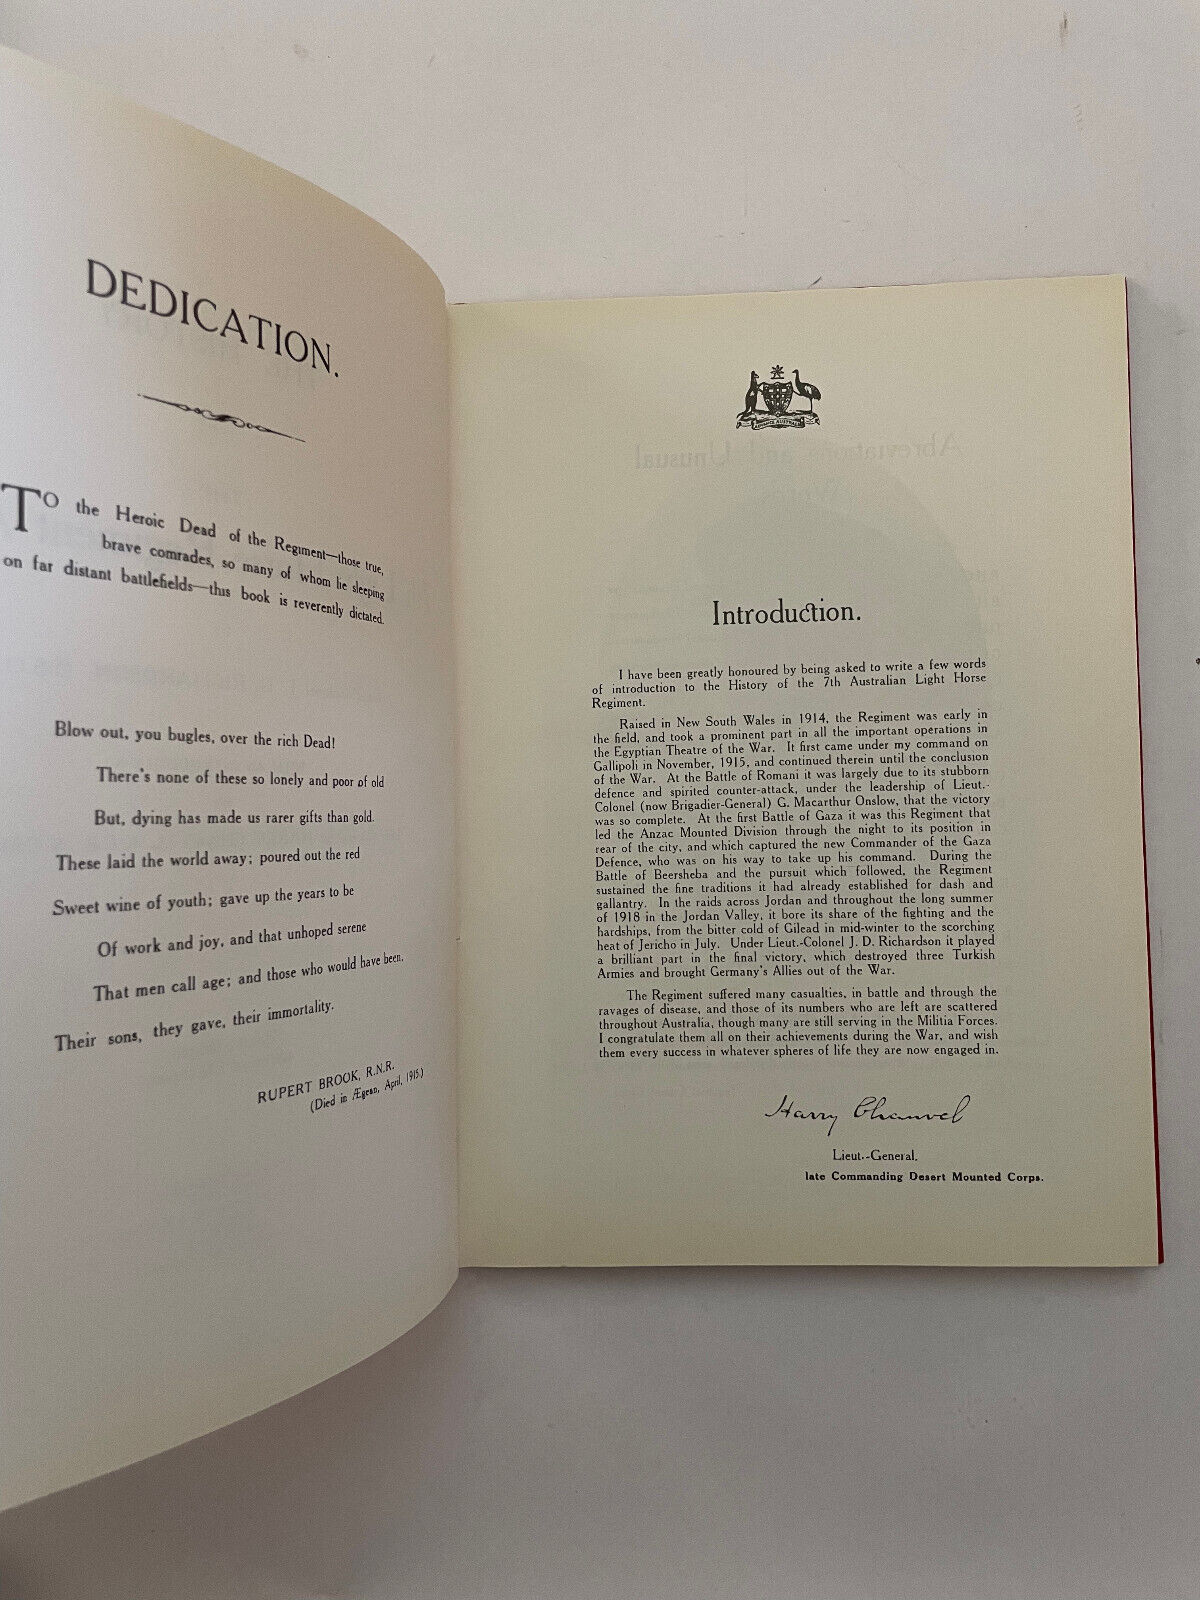 DEDICATION.
TO the Heroic Dead of the Regiment—those true,
brave comrades, so many of whom lie sleeping
on far distant battlefields—this book is reverently dictated.
Blow out, you bugles, over the rich Dead!
There's none of these so lonely and poor of old
But, dying has made us rarer gifts than gold.
These laid the world away; poured out the red
Sweet wine of youth; gave up the years to be
Of work and joy, and that unhoped serene
That men call age; and those who would have been,
Their sons, they gave, their immortality.
RUPERT BROOK, R.N.R.
(Died in Ægean, April, 1915.)
ADVANCE AUSTRALIA
Introduction.
I have been greatly honoured by being asked to write a few words
of introduction to the History of the 7th Australian Light Horse
Regiment.
Raised in New South Wales in 1914, the Regiment was early in
the field, and took a prominent part in all the important operations in
the Egyptian Theatre of the War. It first came under my command on
Gallipoli in November, 1915, and continued therein until the conclusion
of the War. At the Battle of Romani it was largely due to its stubborn
defence and spirited counter-attack, under the leadership of Lieut.-
Colonel (now Brigadier-General) G. Macarthur Onslow, that the victory
was so complete. At the first Battle of Gaza it was this Regiment that
led the Anzac Mounted Division through the night to its position in
rear of the city, and which captured the new Commander of the Gaza
Defence, who was on his way to take up his command. During the
Battle of Beersheba and the pursuit which followed, the Regiment
sustained the fine traditions it had already established for dash and
gallantry. In the raids across Jordan and throughout the long summer
of 1918 in the Jordan Valley, it bore its share of the fighting and the
hardships, from the bitter cold of Gilead in mid-winter to the scorching
heat of Jericho in July. Under Lieut.-Colonel J. D. Richardson it played
a brilliant part in the final victory, which destroyed three Turkish
Armies and brought Germany's Allies out of the War.
The Regiment suffered many casualties, in battle and through the
ravages of disease, and those of its numbers who are left are scattered
throughout Australia, though many are still serving in the Militia Forces.
I congratulate them all on their achievements during the War, and wish
them every success in whatever spheres of life they are now engaged in.
Harry Chauvel
Lieut.-General,
late Commanding Desert Mounted Corps.